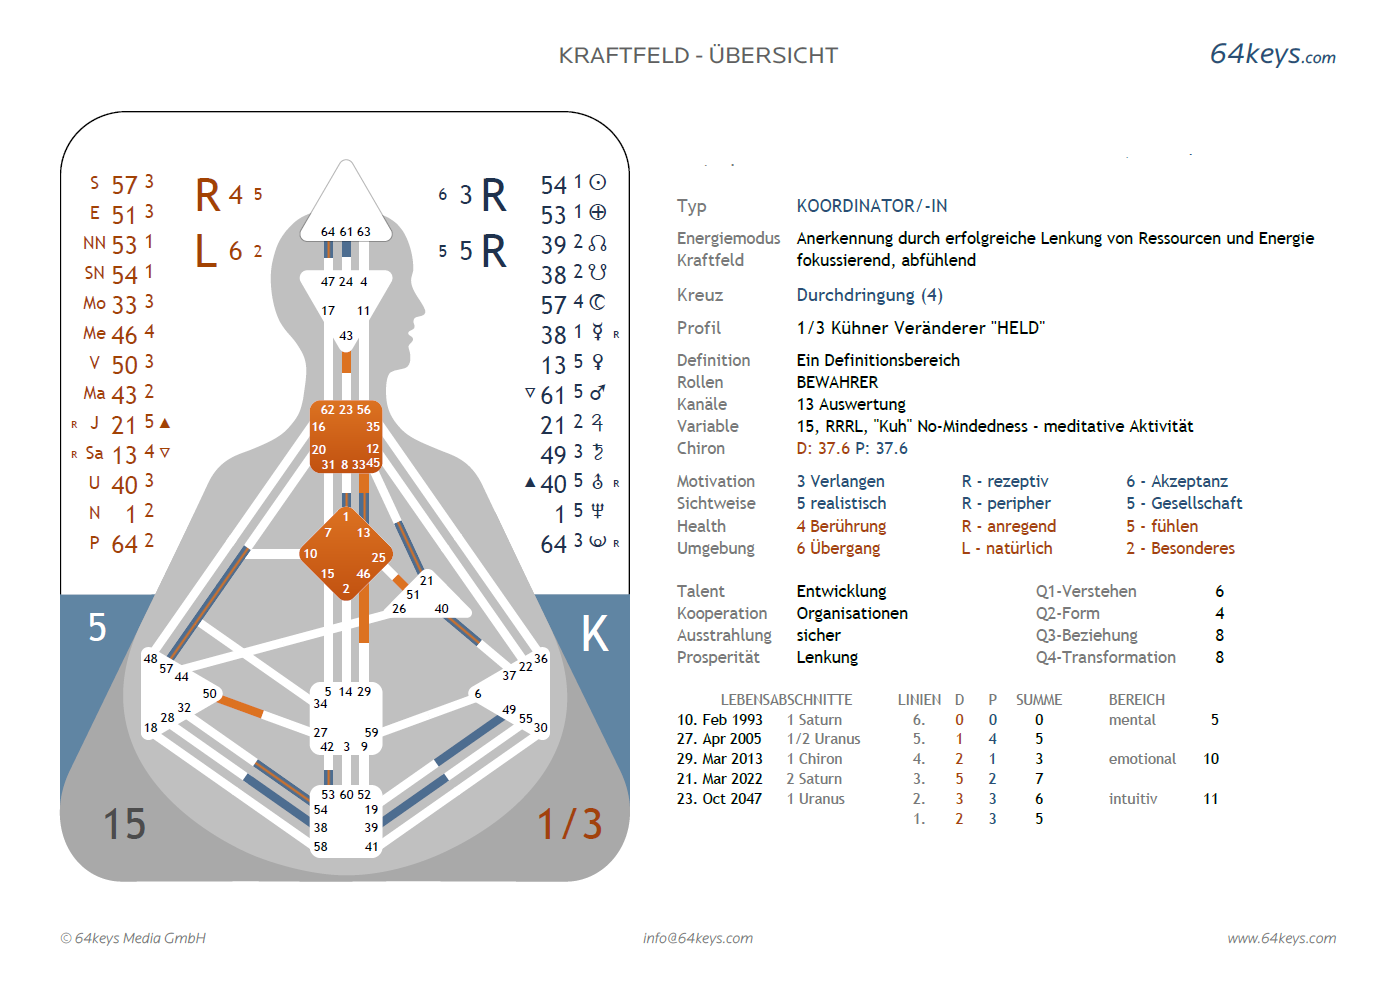 KRAFTFELD - ÜBERSICHT
64keys.com
S 57 3
E 51 3
NN 53 1
SN 54 1
Mo 33 3
Me 46 4
V 50 3
Ma 43 2
R J 21 5 ▲
R Sa 13 4 ▽
U 40 3
N 1 2
P 64 2
R 4 5
L 6 2
6 3 R
5 5 R
54 1 ☉
53 1 ⊕
39 2 ☊
38 2 ☋
57 4 ☾
38 1 ☿ R
13 5 ♀
▽ 61 5 ♂
21 2 ♃
49 3 ♄
▲ 40 5 ⛢ R
1 5 ♆
64 3 R
64 61 63
47 24 4
17 11
43
62 23 56
16 35
20 12
31 8 33 45
1
7 13
10 25
15 46
2
21
51
26 40
48
57
44
50
32
28
18
36
22
37
6
49
55
30
5 14 29
34
27 59
42 3 9
53 60 52
54 19
38 39
58 41
5
K
15
1/3
Typ KOORDINATOR/-IN
Energiemodus Anerkennung durch erfolgreiche Lenkung von Ressourcen und Energie
Kraftfeld fokussierend, abfühlend
Kreuz Durchdringung (4)
Profil 1/3 Kühner Veränderer "HELD"
Definition Ein Definitionsbereich
Rollen BEWAHRER
Kanäle 13 Auswertung
Variable 15, RRRL, "Kuh" No-Mindedness - meditative Aktivität
Chiron D: 37.6 P: 37.6
Motivation 3 Verlangen R - rezeptiv 6 - Akzeptanz
Sichtweise 5 realistisch R - peripher 5 - Gesellschaft
Health 4 Berührung R - anregend 5 - fühlen
Umgebung 6 Übergang L - natürlich 2 - Besonderes
Talent Entwicklung Q1-Verstehen 6
Kooperation Organisationen Q2-Form 4
Ausstrahlung sicher Q3-Beziehung 8
Prosperität Lenkung Q4-Transformation 8
LEBENSABSCHNITTE LINIEN D P SUMME BEREICH
10. Feb 1993 1 Saturn 6. 0 0 0 mental 5
27. Apr 2005 1/2 Uranus 5. 1 4 5
29. Mar 2013 1 Chiron 4. 2 1 3 emotional 10
21. Mar 2022 2 Saturn 3. 5 2 7
23. Oct 2047 1 Uranus 2. 3 3 6 intuitiv 11
1. 2 3 5
© 64keys Media GmbH
info@64keys.com
www.64keys.com